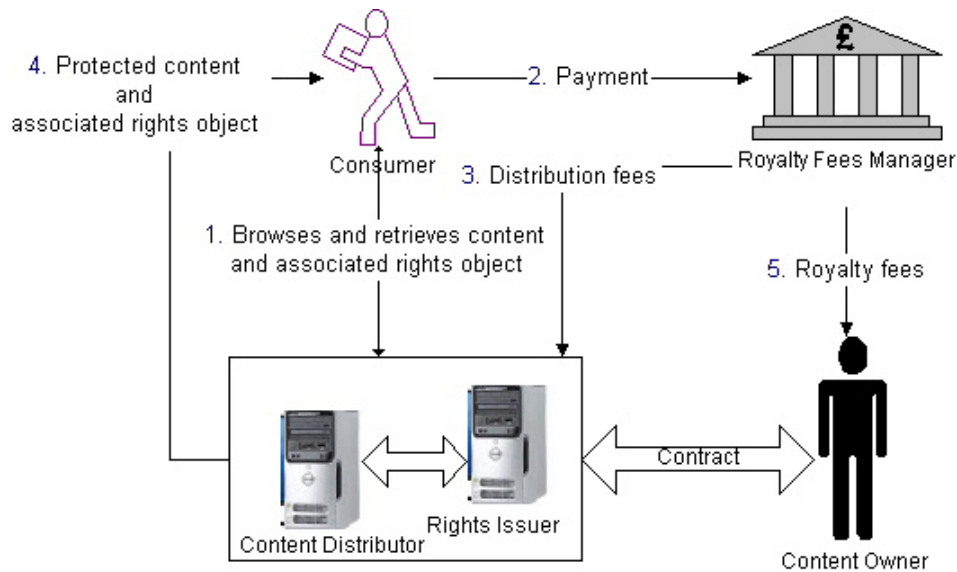 £
4. Protected content
and
associated rights object
2. Payment
Consumer
Royalty Fees Manager
3. Distribution fees
1. Browses and retrieves content
and associated rights object
5. Royalty fees
Contract
Rights Issuer
Content Distributor
Content Owner